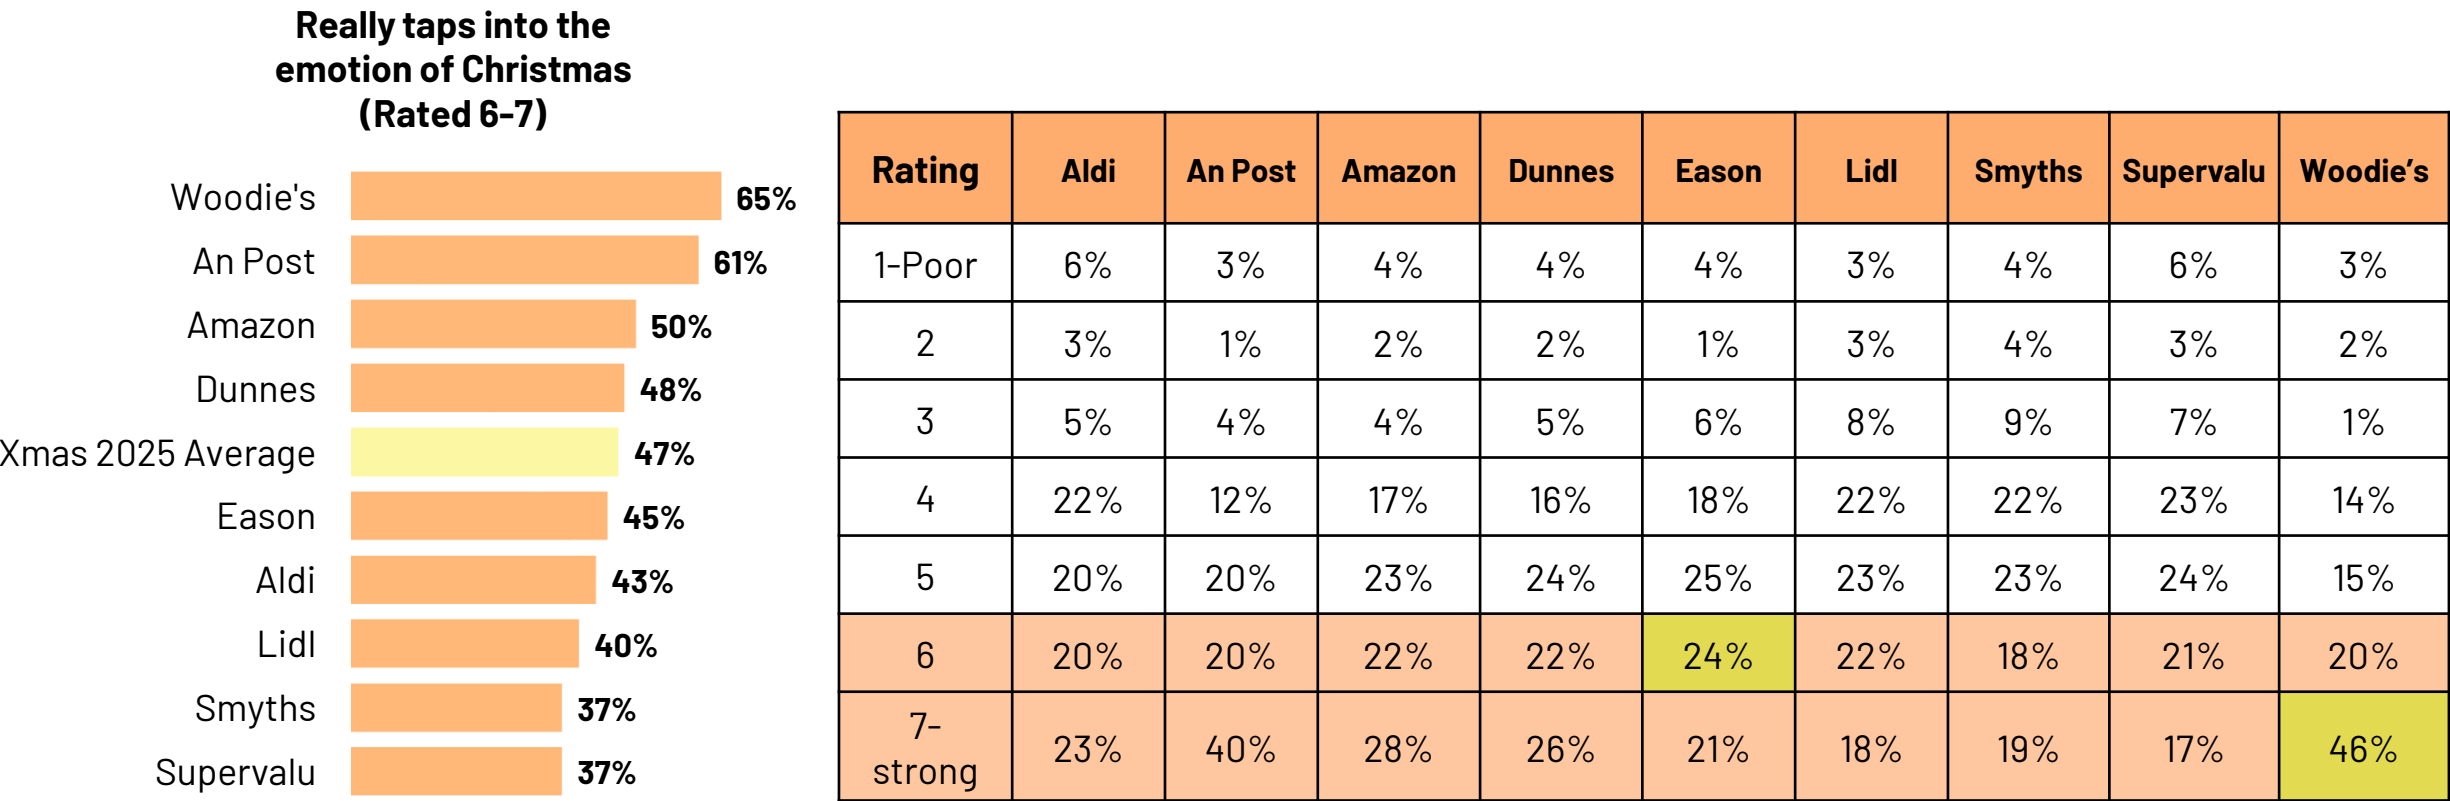 Really taps into the
emotion of Christmas
(Rated 6-7)
Woodie's 65%
An Post 61%
Amazon 50%
Dunnes 48%
Xmas 2025 Average 47%
Eason 45%
Aldi 43%
Lidl 40%
Smyths 37%
Supervalu 37%
Rating Aldi An Post Amazon Dunnes Eason Lidl Smyths Supervalu Woodie’s
1-Poor 6% 3% 4% 4% 4% 3% 4% 6% 3%
2 3% 1% 2% 2% 1% 3% 4% 3% 2%
3 5% 4% 4% 5% 6% 8% 9% 7% 1%
4 22% 12% 17% 16% 18% 22% 22% 23% 14%
5 20% 20% 23% 24% 25% 23% 23% 24% 15%
6 20% 20% 22% 22% 24% 22% 18% 21% 20%
7-
strong 23% 40% 28% 26% 21% 18% 19% 17% 46%